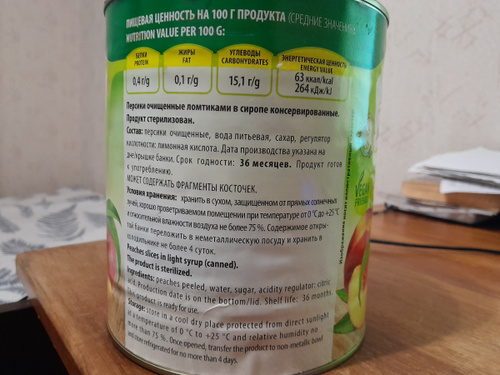 ПИЩЕВАЯ ЦЕННОСТЬ НА 100 Г ПРОДУКТА (СРЕДНИЕ ЗНАЧЕНИЯ)
NUTRITION VALUE PER 100 G:
БЕЛКИ
PROTEIN
0,4 г/g
ЖИРЫ
FAT
0,1 г/g
УГЛЕВОДЫ
CARBOHYDRATES
15,1 г/g
ЭНЕРГЕТИЧЕСКАЯ ЦЕННОСТЬ
ENERGY VALUE
63 ккал/kcal
264 кДж/kJ
Персики очищенные ломтиками в сиропе консервированные.
Продукт стерилизован.
Состав: персики очищенные, вода питьевая, сахар, регулятор
кислотности: лимонная кислота. Дата производства указана на
дне/крышке банки. Срок годности: 36 месяцев. Продукт готов
к употреблению.
МОЖЕТ СОДЕРЖАТЬ ФРАГМЕНТЫ КОСТОЧЕК.
Условия хранения: хранить в сухом, защищенном от прямых солнечных
лучей, хорошо проветриваемом помещении при температуре от 0 °С до +25 °С
и относительной влажности воздуха не более 75 %. Содержимое откры-
той банки переложить в неметаллическую посуду и хранить в
холодильнике не более 4 суток.
Peaches slices in light syrup (canned).
The product is sterilized.
Ingredients: peaches peeled, water, sugar, acidity regulator: citric
acid. Production date is on the bottom/lid. Shelf life: 36 months.
This product is ready for use.
Storage: store in a cool dry place protected from direct sunlight
at a temperature of 0 °C to +25 °C and relative humidity no
more than 75 %. Once opened, transfer the product to non-metallic bowl
and store refrigerated for no more than 4 days.
VEGAN
FRIENDLY